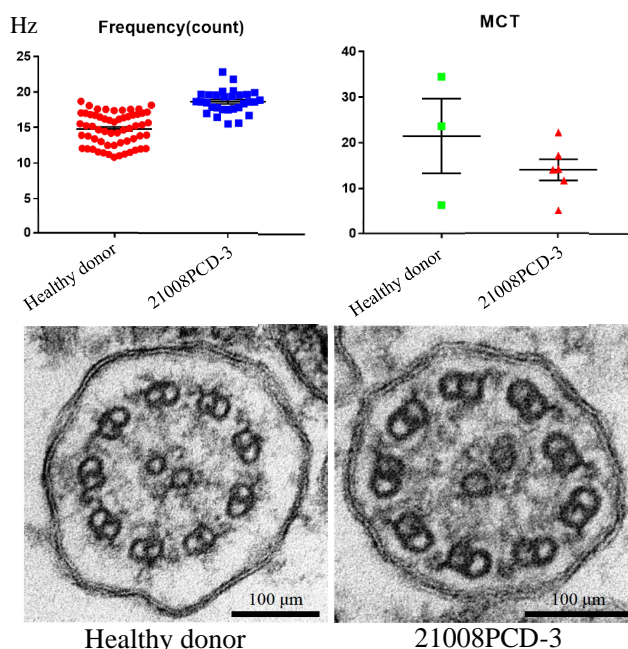 Hz
Frequency(count)
25
20
15
10
5
0
Healthy donor
21008PCD-3
MCT
40
30
20
10
0
Healthy donor
21008PCD-3
100 μm
100 μm
Healthy donor
21008PCD-3